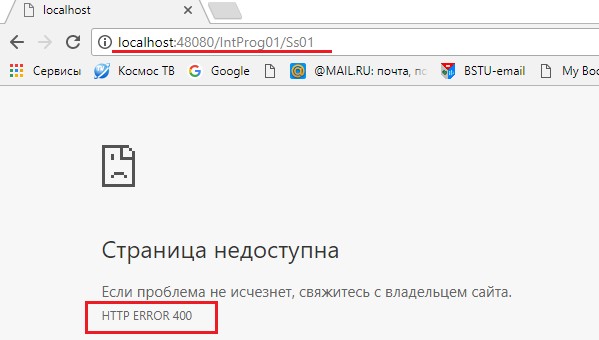 localhost
localhost:48080/IntProg01/Ss01
Сервисы Космос ТВ Google @MAIL.RU: почта, по BSTU-email My Boo
Страница недоступна
Если проблема не исчезнет, свяжитесь с владельцем сайта.
HTTP ERROR 400